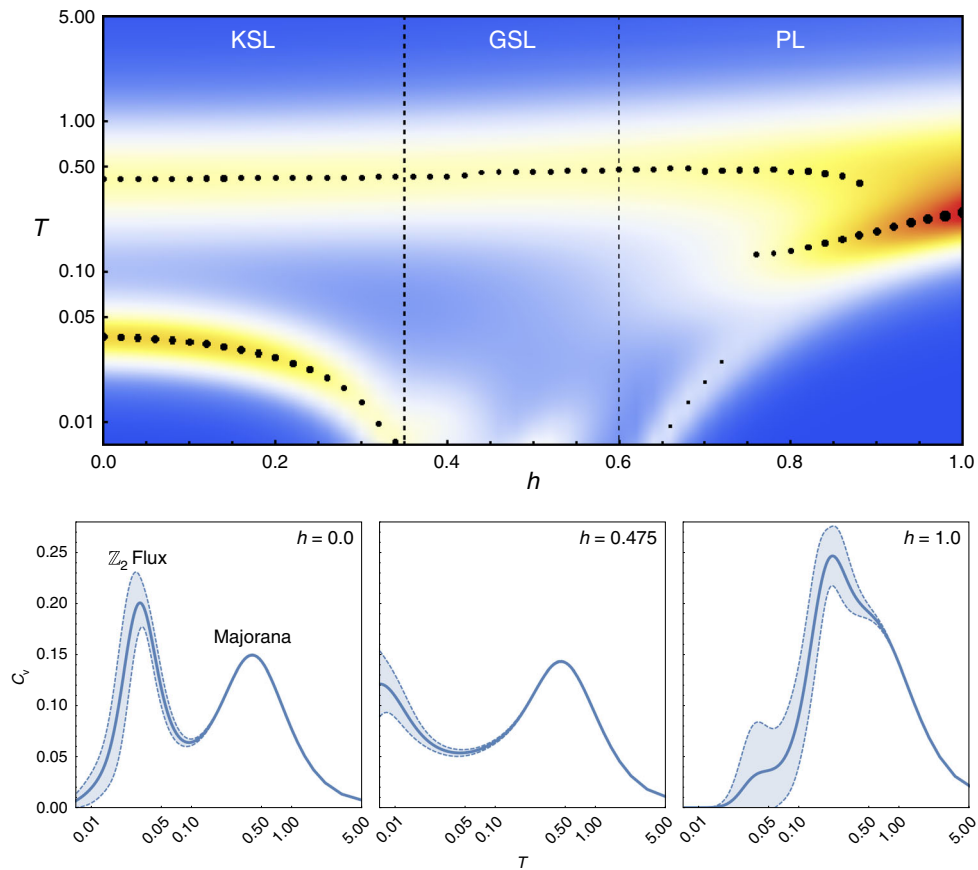 KSL GSL PL
5.00
1.00
0.50
T
0.10
0.05
0.01
0.0 0.2 0.4 0.6 0.8 1.0
h
h = 0.0 h = 0.475 h = 1.0
0.25
ℤ₂ Flux
0.20
Majorana
0.15
C_v
0.10
0.05
0.00
0.01 0.05 0.10 0.50 1.00 5.00 0.01 0.05 0.10 0.50 1.00 5.00 0.01 0.05 0.10 0.50 1.00 5.00
T